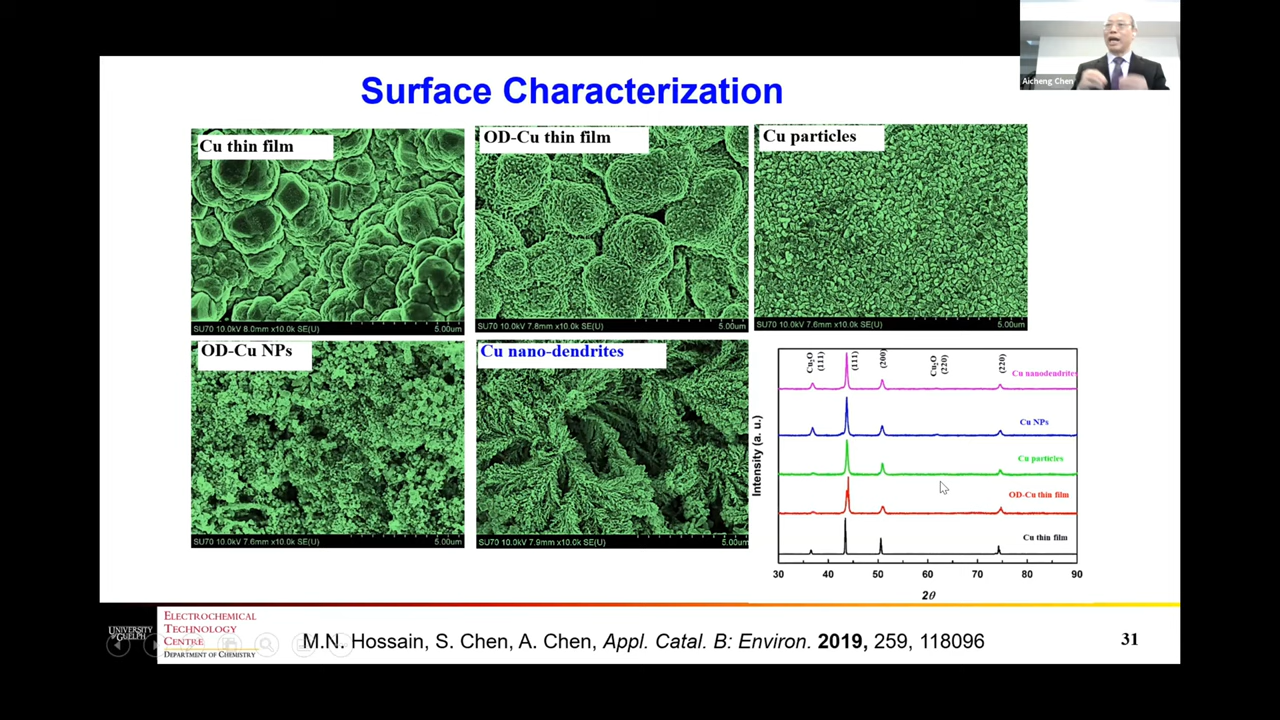 Aicheng Chen
Surface Characterization
Cu thin film
OD-Cu thin film
Cu particles
SU70 10.0kV 8.0mm x10.0k SE(U) 5.00um
SU70 10.0kV 7.8mm x10.0k SE(U) 5.00um
SU70 10.0kV 7.6mm x10.0k SE(U) 5.00um
OD-Cu NPs
Cu nano-dendrites
SU70 10.0kV 7.6mm x10.0k SE(U) 5.00um
SU70 10.0kV 7.9mm x10.0k SE(U) 5.00um
Cu₂O (111)
(111)
(200)
Cu₂O (220)
(220)
Cu nanodendrites
Cu NPs
Cu particles
OD-Cu thin film
Cu thin film
Intensity (a. u.)
30 40 50 60 70 80 90
2θ
UNIVERSITY
OF GUELPH
ELECTROCHEMICAL
TECHNOLOGY
CENTRE
DEPARTMENT OF CHEMISTRY
M.N. Hossain, S. Chen, A. Chen, Appl. Catal. B: Environ. 2019, 259, 118096
31